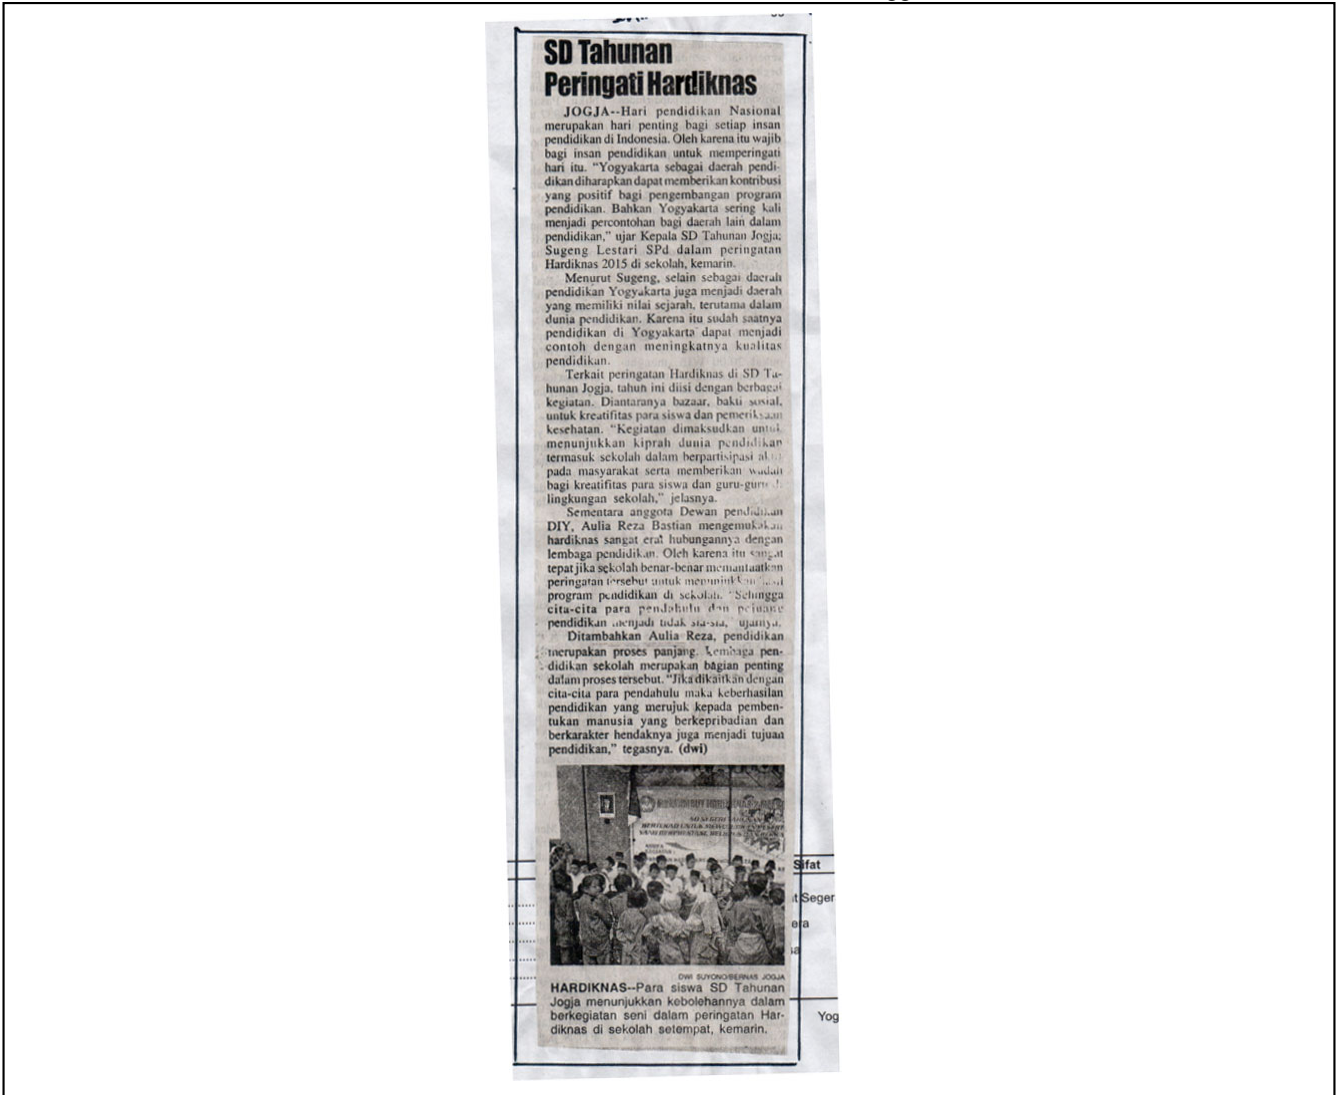 SD Tahunan
Peringati Hardiknas
JOGJA--Hari pendidikan Nasional
merupakan hari penting bagi setiap insan
pendidikan di Indonesia. Oleh karena itu wajib
bagi insan pendidikan untuk memperingati
hari itu. "Yogyakarta sebagai daerah pendi-
dikan diharapkan dapat memberikan kontribusi
yang positif bagi pengembangan program
pendidikan. Bahkan Yogyakarta sering kali
menjadi percontohan bagi daerah lain dalam
pendidikan," ujar Kepala SD Tahunan Jogja,
Sugeng Lestari SPd dalam peringatan
Hardiknas 2015 di sekolah, kemarin.
Menurut Sugeng, selain sebagai daerah
pendidikan Yogyakarta juga menjadi daerah
yang memiliki nilai sejarah, terutama dalam
dunia pendidikan. Karena itu sudah saatnya
pendidikan di Yogyakarta dapat menjadi
contoh dengan meningkatnya kualitas
pendidikan.
Terkait peringatan Hardiknas di SD Ta-
hunan Jogja, tahun ini diisi dengan berbagai
kegiatan. Diantaranya bazaar, bakti sosial,
untuk kreatifitas para siswa dan pemeriksaan
kesehatan. "Kegiatan dimaksudkan untuk
menunjukkan kiprah dunia pendidikan
termasuk sekolah dalam berpartisipasi
pada masyarakat serta memberikan wadah
bagi kreatifitas para siswa dan guru-guru
lingkungan sekolah," jelasnya.
Sementara anggota Dewan pendidikan
DIY, Aulia Reza Bastian mengemukakan
hardiknas sangat erat hubungannya dengan
lembaga pendidikan. Oleh karena itu sangat
tepat jika sekolah benar-benar memanfaatkan
peringatan tersebut untuk menunjukkan
program pendidikan di sekolah. "Sehingga
cita-cita para pendahulu dan
pendidikan menjadi tidak sia-sia," ujarnya.
Ditambahkan Aulia Reza, pendidikan
merupakan proses panjang. Lembaga pen-
didikan sekolah merupakan bagian penting
dalam proses tersebut. "Jika dikaitkan dengan
cita-cita para pendahulu maka keberhasilan
pendidikan yang merujuk kepada pemben-
tukan manusia yang berkepribadian dan
berkarakter hendaknya juga menjadi tujuan
pendidikan," tegasnya. (dwi)
SD NEGERI TAHUNAN
Sifat
Seger
era
DWI SUYONO/BERNAS JOGJA
HARDIKNAS--Para siswa SD Tahunan
Jogja menunjukkan kebolehannya dalam
berkegiatan seni dalam peringatan Har-
diknas di sekolah setempat, kemarin.
Yog